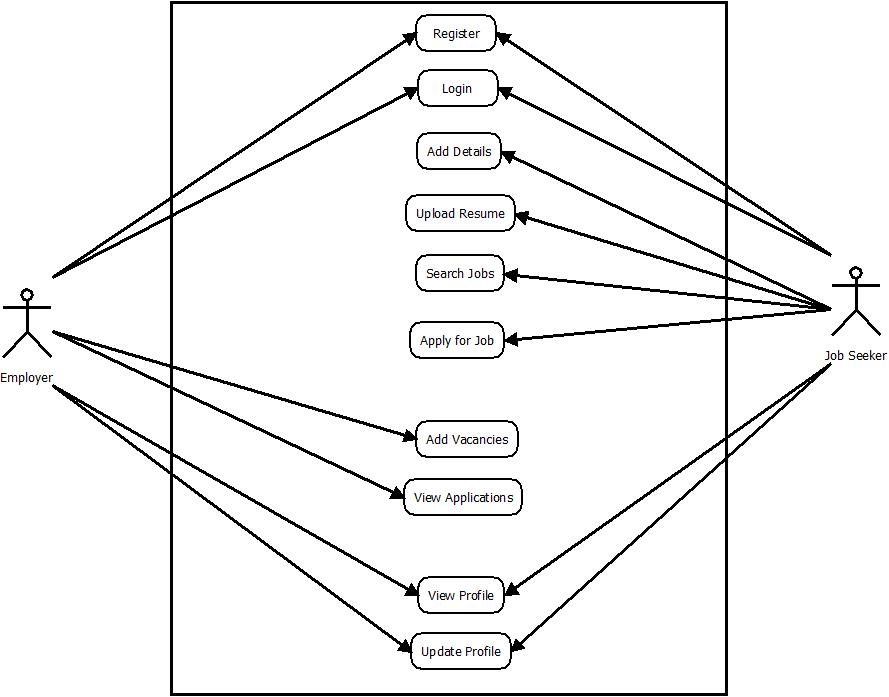 Register
Login
Add Details
Upload Resume
Search Jobs
Apply for Job
Job Seeker
Employer
Add Vacancies
View Applications
View Profile
Update Profile